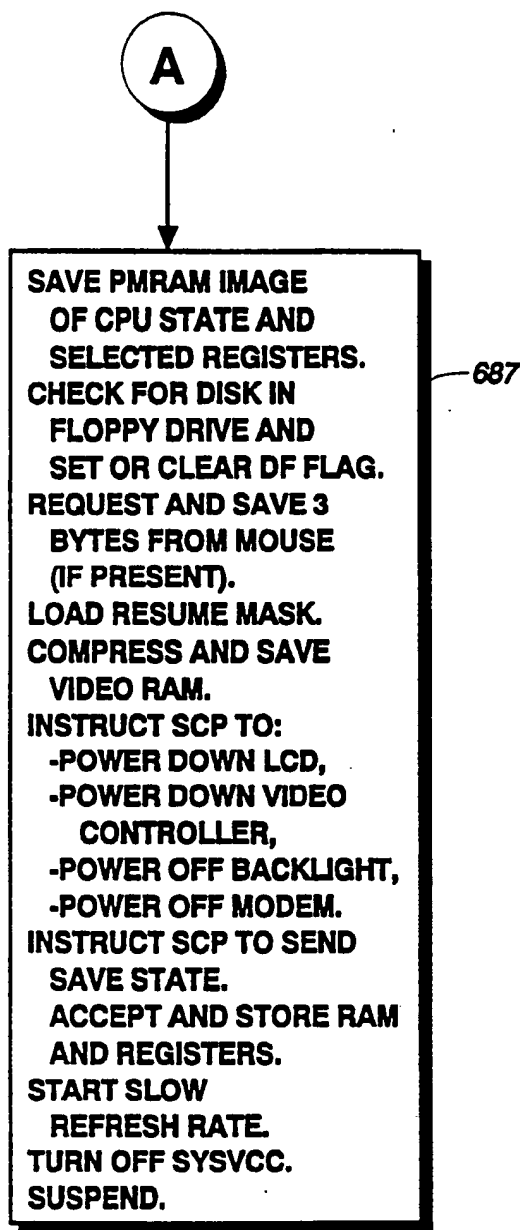 A
SAVE PMRAM IMAGE
OF CPU STATE AND
SELECTED REGISTERS.
687
CHECK FOR DISK IN
FLOPPY DRIVE AND
SET OR CLEAR DF FLAG.
REQUEST AND SAVE 3
BYTES FROM MOUSE
(IF PRESENT).
LOAD RESUME MASK.
COMPRESS AND SAVE
VIDEO RAM.
INSTRUCT SCP TO:
-POWER DOWN LCD,
-POWER DOWN VIDEO
CONTROLLER,
-POWER OFF BACKLIGHT,
-POWER OFF MODEM.
INSTRUCT SCP TO SEND
SAVE STATE.
ACCEPT AND STORE RAM
AND REGISTERS.
START SLOW
REFRESH RATE.
TURN OFF SYSVCC.
SUSPEND.